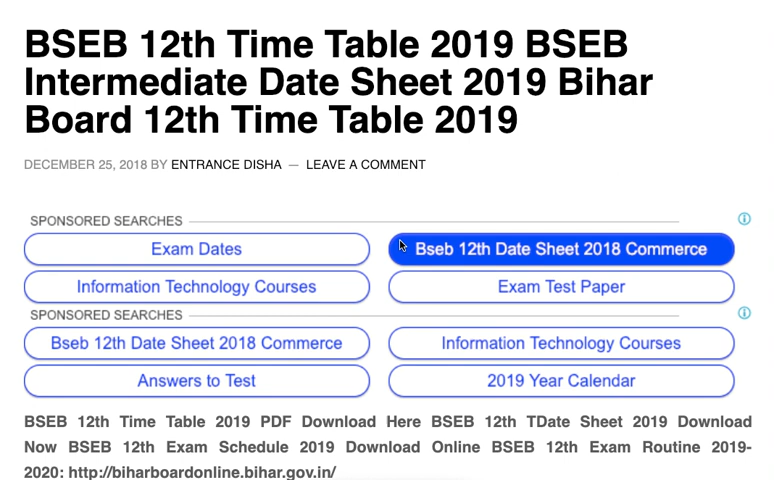 BSEB 12th Time Table 2019 BSEB
Intermediate Date Sheet 2019 Bihar
Board 12th Time Table 2019
DECEMBER 25, 2018 BY ENTRANCE DISHA — LEAVE A COMMENT
SPONSORED SEARCHES
Exam Dates
Bseb 12th Date Sheet 2018 Commerce
Information Technology Courses
Exam Test Paper
SPONSORED SEARCHES
Bseb 12th Date Sheet 2018 Commerce
Information Technology Courses
Answers to Test
2019 Year Calendar
BSEB 12th Time Table 2019 PDF Download Here BSEB 12th TDate Sheet 2019 Download
Now BSEB 12th Exam Schedule 2019 Download Online BSEB 12th Exam Routine 2019-
2020: http://biharboardonline.bihar.gov.in/